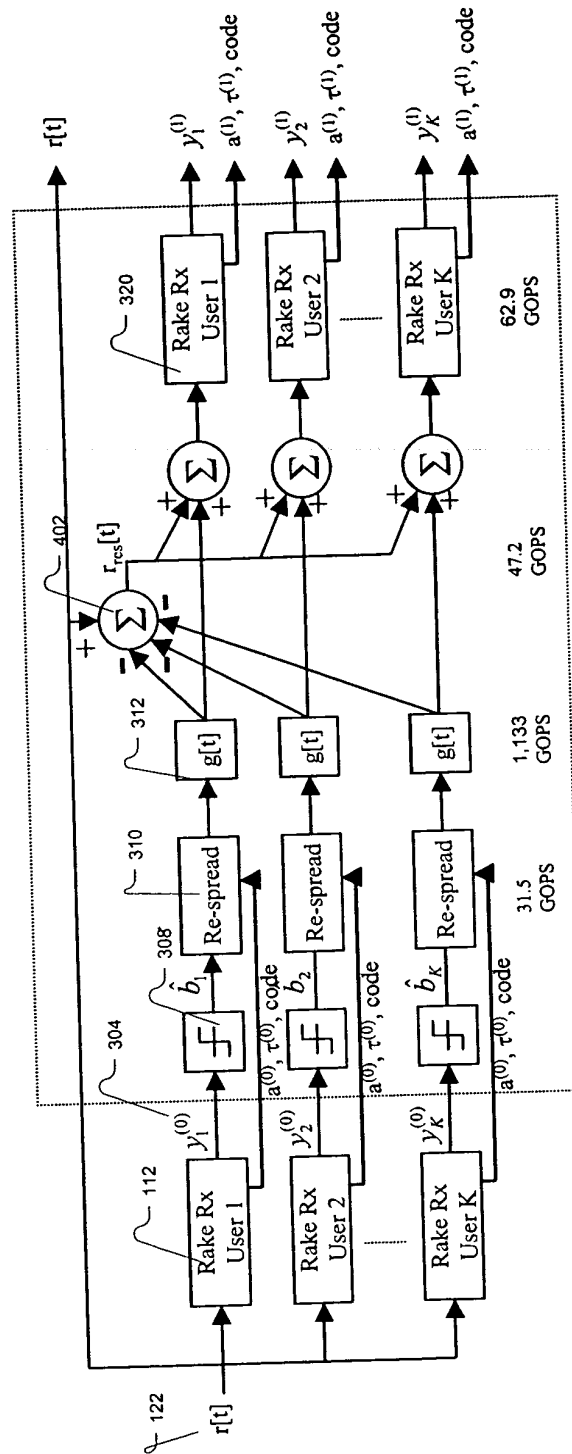 122
r[t]
112
Rake Rx
User 1
Rake Rx
User 2
Rake Rx
User K
304
y₁⁽⁰⁾
a⁽⁰⁾, τ⁽⁰⁾, code
y₂⁽⁰⁾
a⁽⁰⁾, τ⁽⁰⁾, code
y_K⁽⁰⁾
a⁽⁰⁾, τ⁽⁰⁾, code
308
b̂₁
b̂₂
b̂_K
310
Re-spread
Re-spread
Re-spread
31.5
GOPS
312
g[t]
g[t]
g[t]
1,133
GOPS
402
+
Σ
-
-
-
r_res[t]
+
Σ
+
+
Σ
+
+
Σ
+
47.2
GOPS
320
Rake Rx
User 1
Rake Rx
User 2
Rake Rx
User K
62.9
GOPS
r[t]
y₁⁽¹⁾
a⁽¹⁾, τ⁽¹⁾, code
y₂⁽¹⁾
a⁽¹⁾, τ⁽¹⁾, code
y_K⁽¹⁾
a⁽¹⁾, τ⁽¹⁾, code